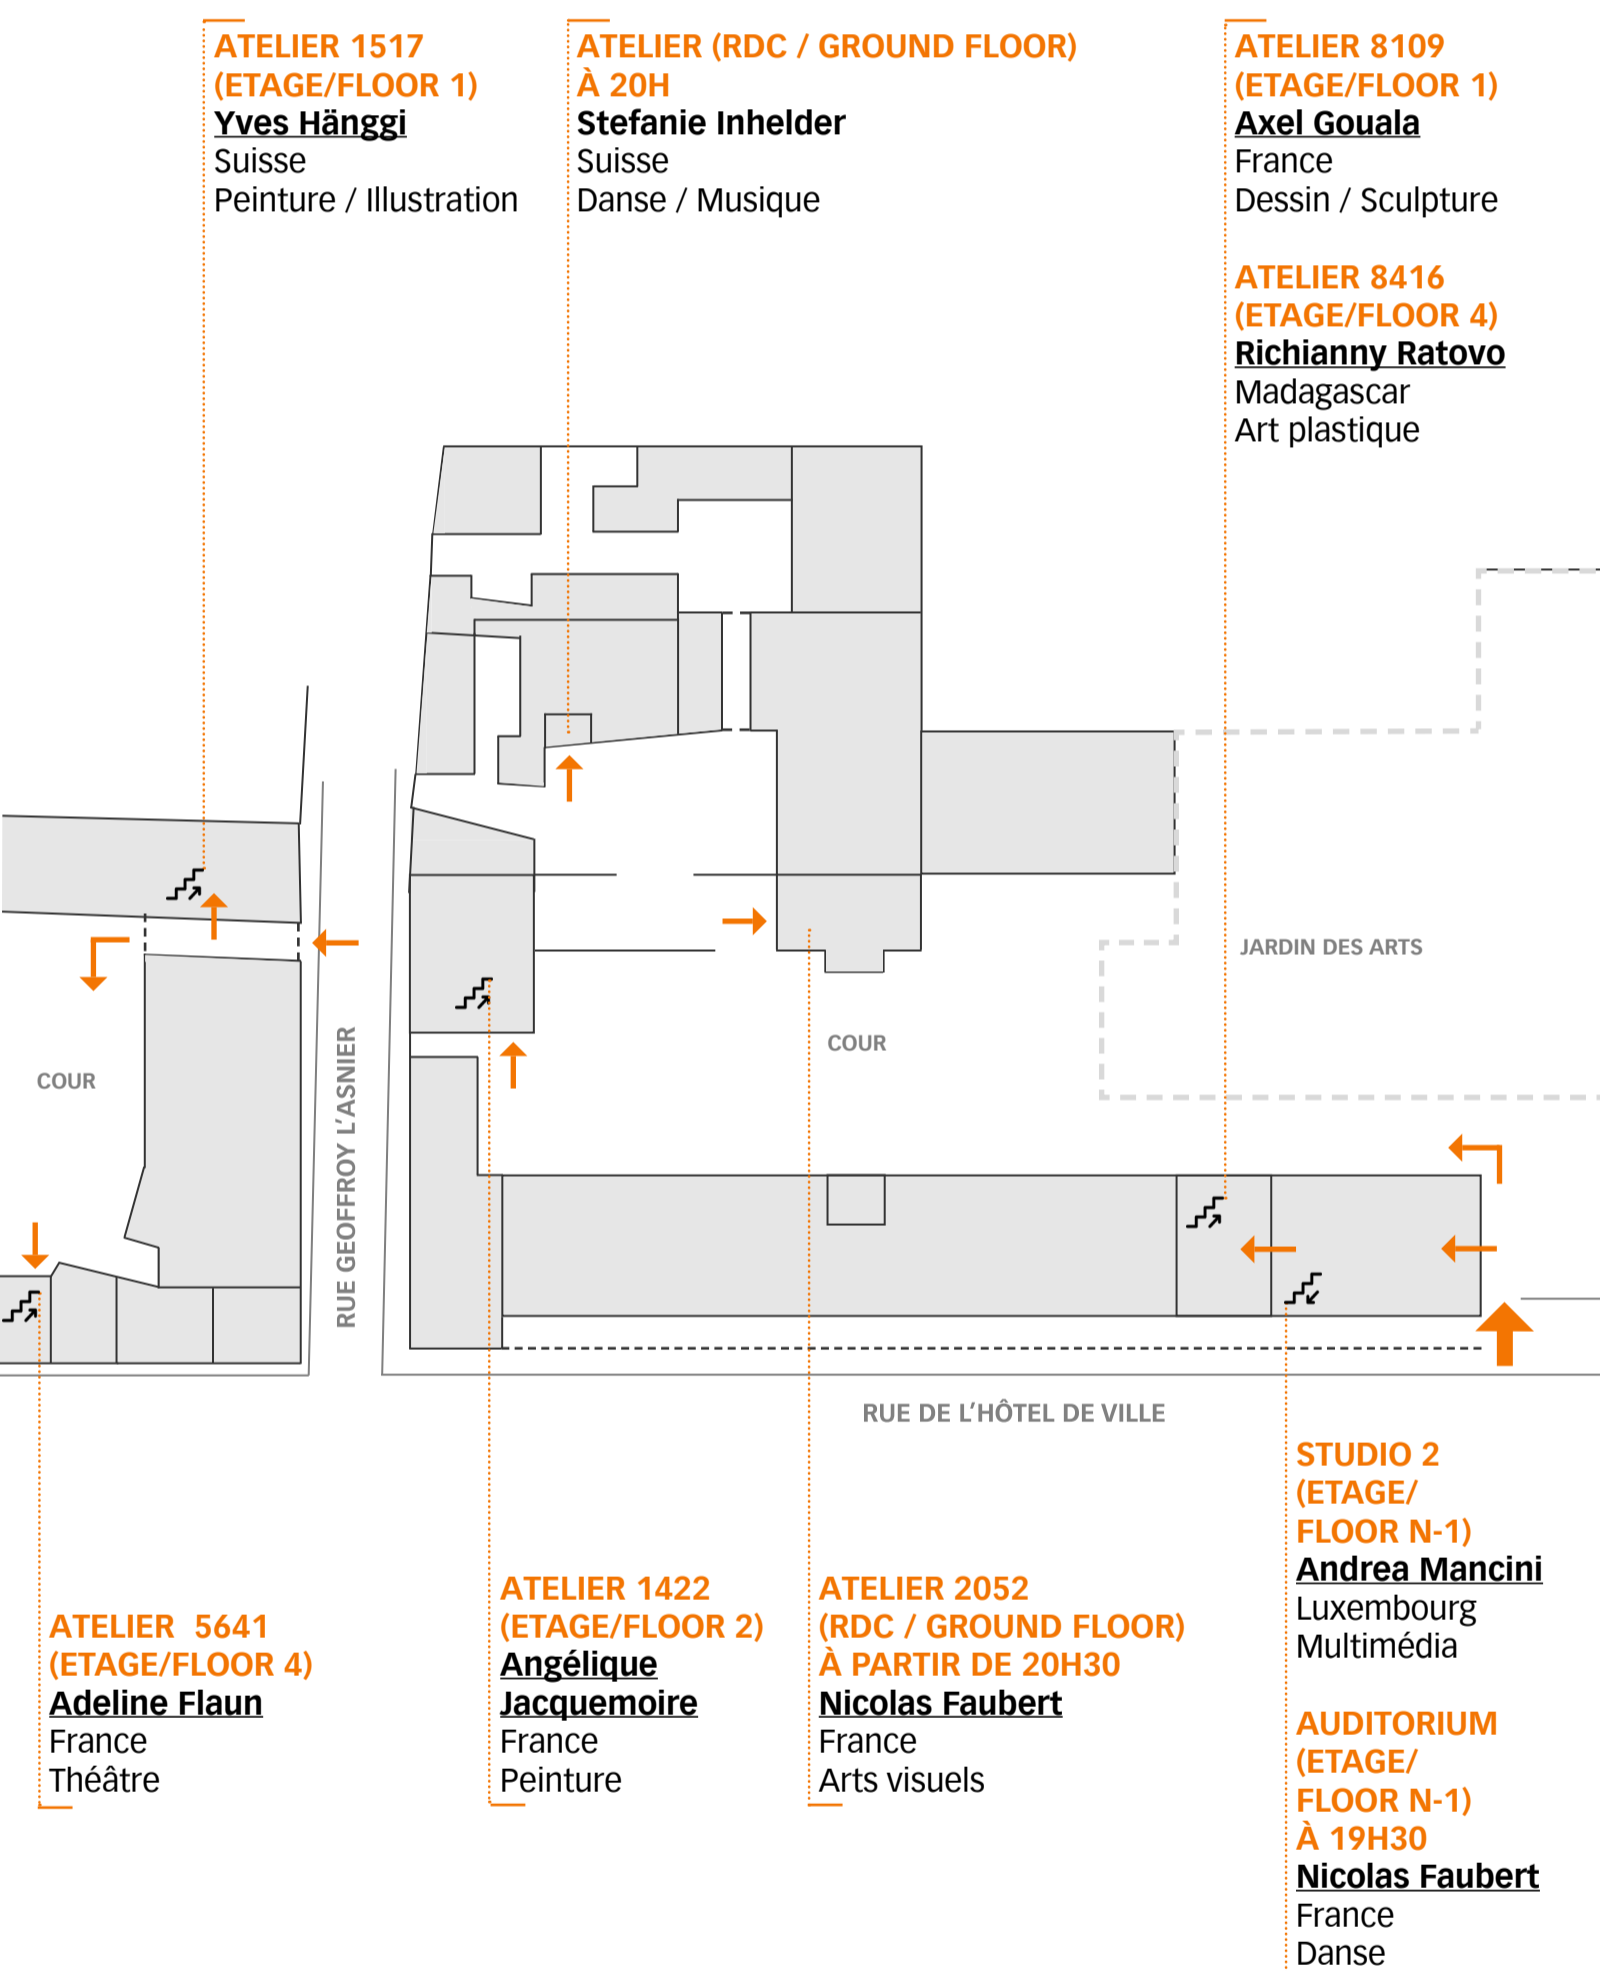 ATELIER 1517
(ETAGE/FLOOR 1)
Yves Hänggi
Suisse
Peinture / Illustration
ATELIER (RDC / GROUND FLOOR)
À 20H
Stefanie Inhelder
Suisse
Danse / Musique
ATELIER 8109
(ETAGE/FLOOR 1)
Axel Gouala
France
Dessin / Sculpture
ATELIER 8416
(ETAGE/FLOOR 4)
Richianny Ratovo
Madagascar
Art plastique
JARDIN DES ARTS
COUR
COUR
RUE GEOFFROY L'ASNIER
RUE DE L'HÔTEL DE VILLE
ATELIER 5641
(ETAGE/FLOOR 4)
Adeline Flaun
France
Théâtre
ATELIER 1422
(ETAGE/FLOOR 2)
Angélique
Jacquemoire
France
Peinture
ATELIER 2052
(RDC / GROUND FLOOR)
À PARTIR DE 20H30
Nicolas Faubert
France
Arts visuels
STUDIO 2
(ETAGE/
FLOOR N-1)
Andrea Mancini
Luxembourg
Multimédia
AUDITORIUM
(ETAGE/
FLOOR N-1)
À 19H30
Nicolas Faubert
France
Danse